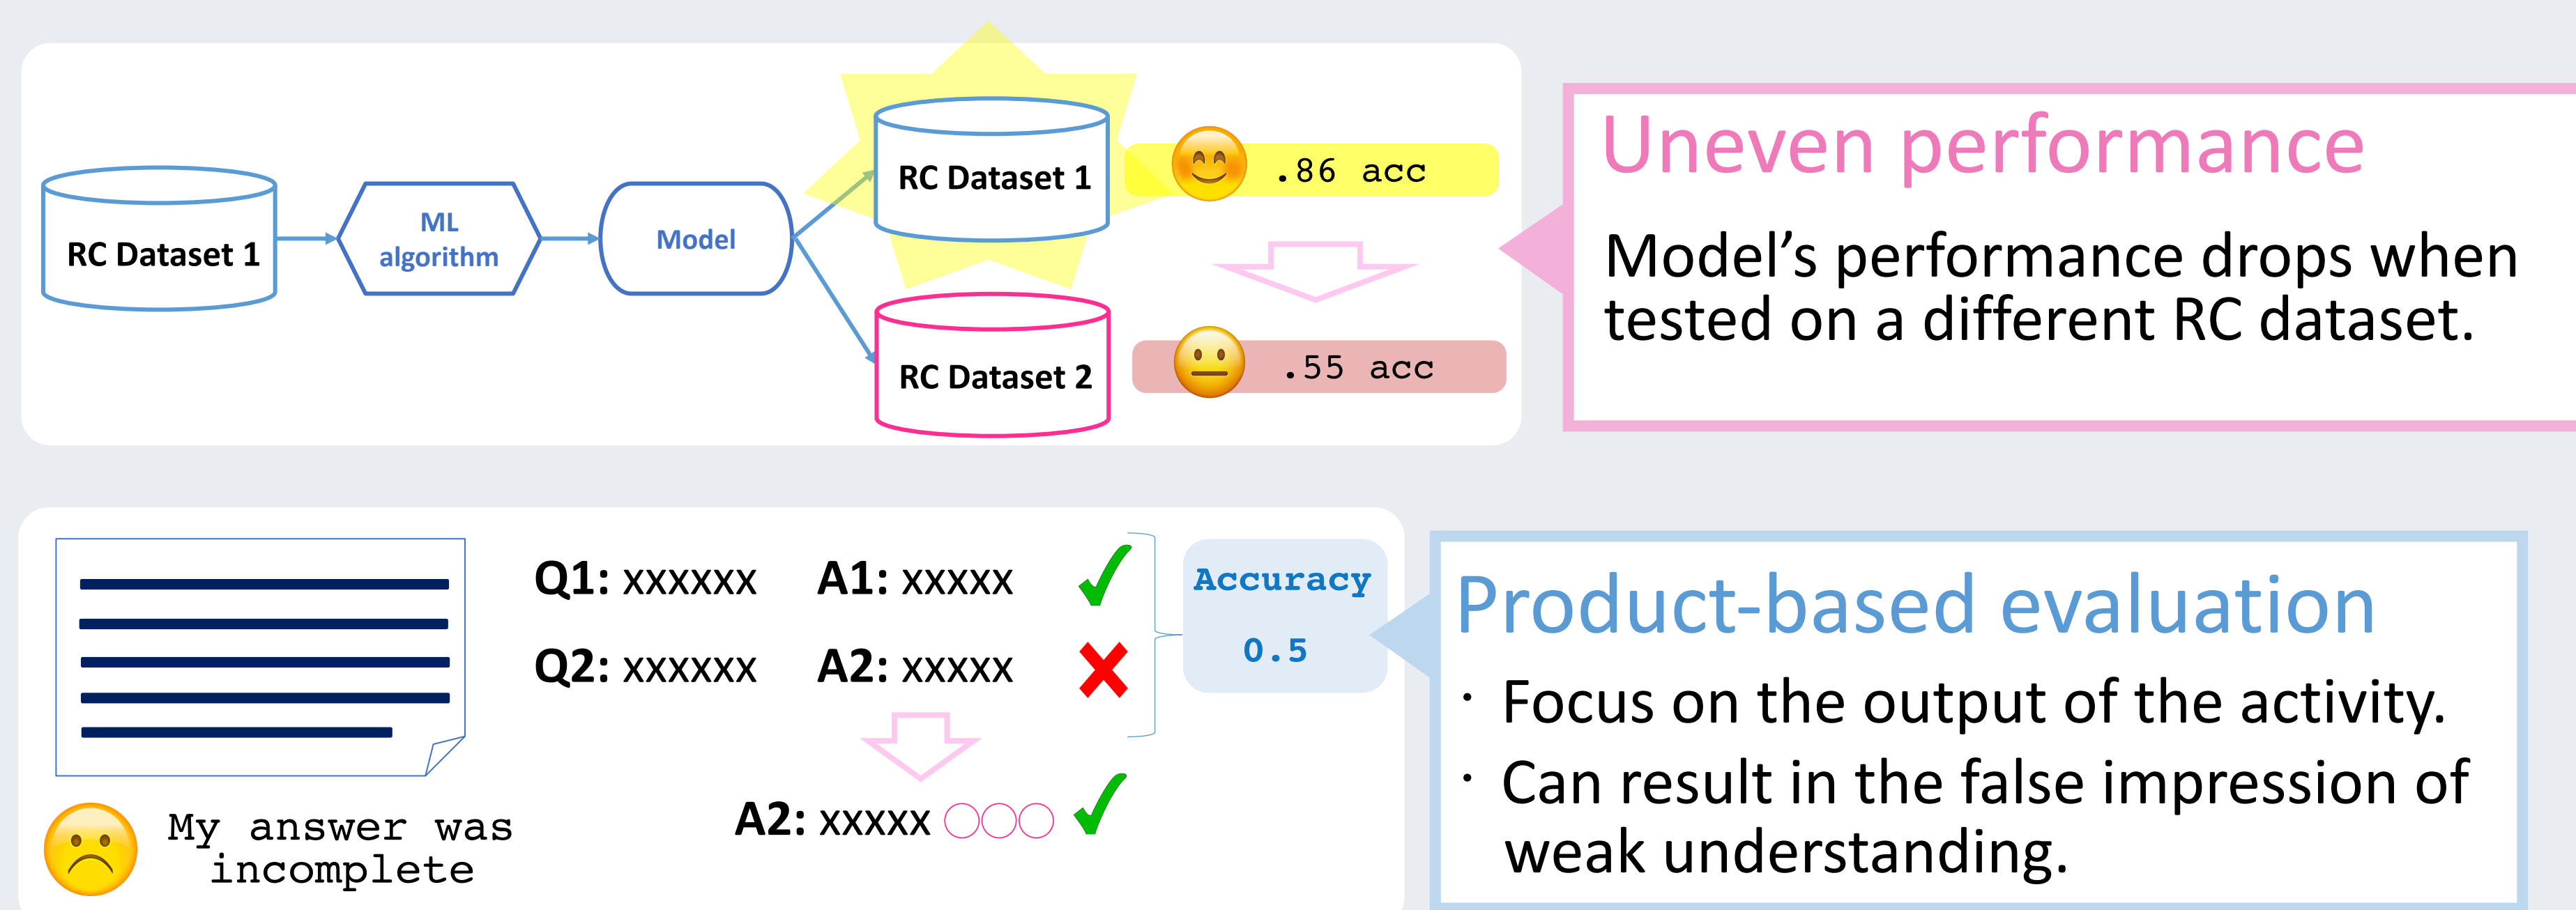 RC Dataset 1
ML
algorithm
Model
RC Dataset 1
.86 acc
RC Dataset 2
.55 acc
Uneven performance
Model’s performance drops when
tested on a different RC dataset.
Q1: xxxxxx A1: xxxxx
Q2: xxxxxx A2: xxxxx
A2: xxxxx ○○○
Accuracy
0.5
My answer was
incomplete
Product-based evaluation
· Focus on the output of the activity.
· Can result in the false impression of
weak understanding.